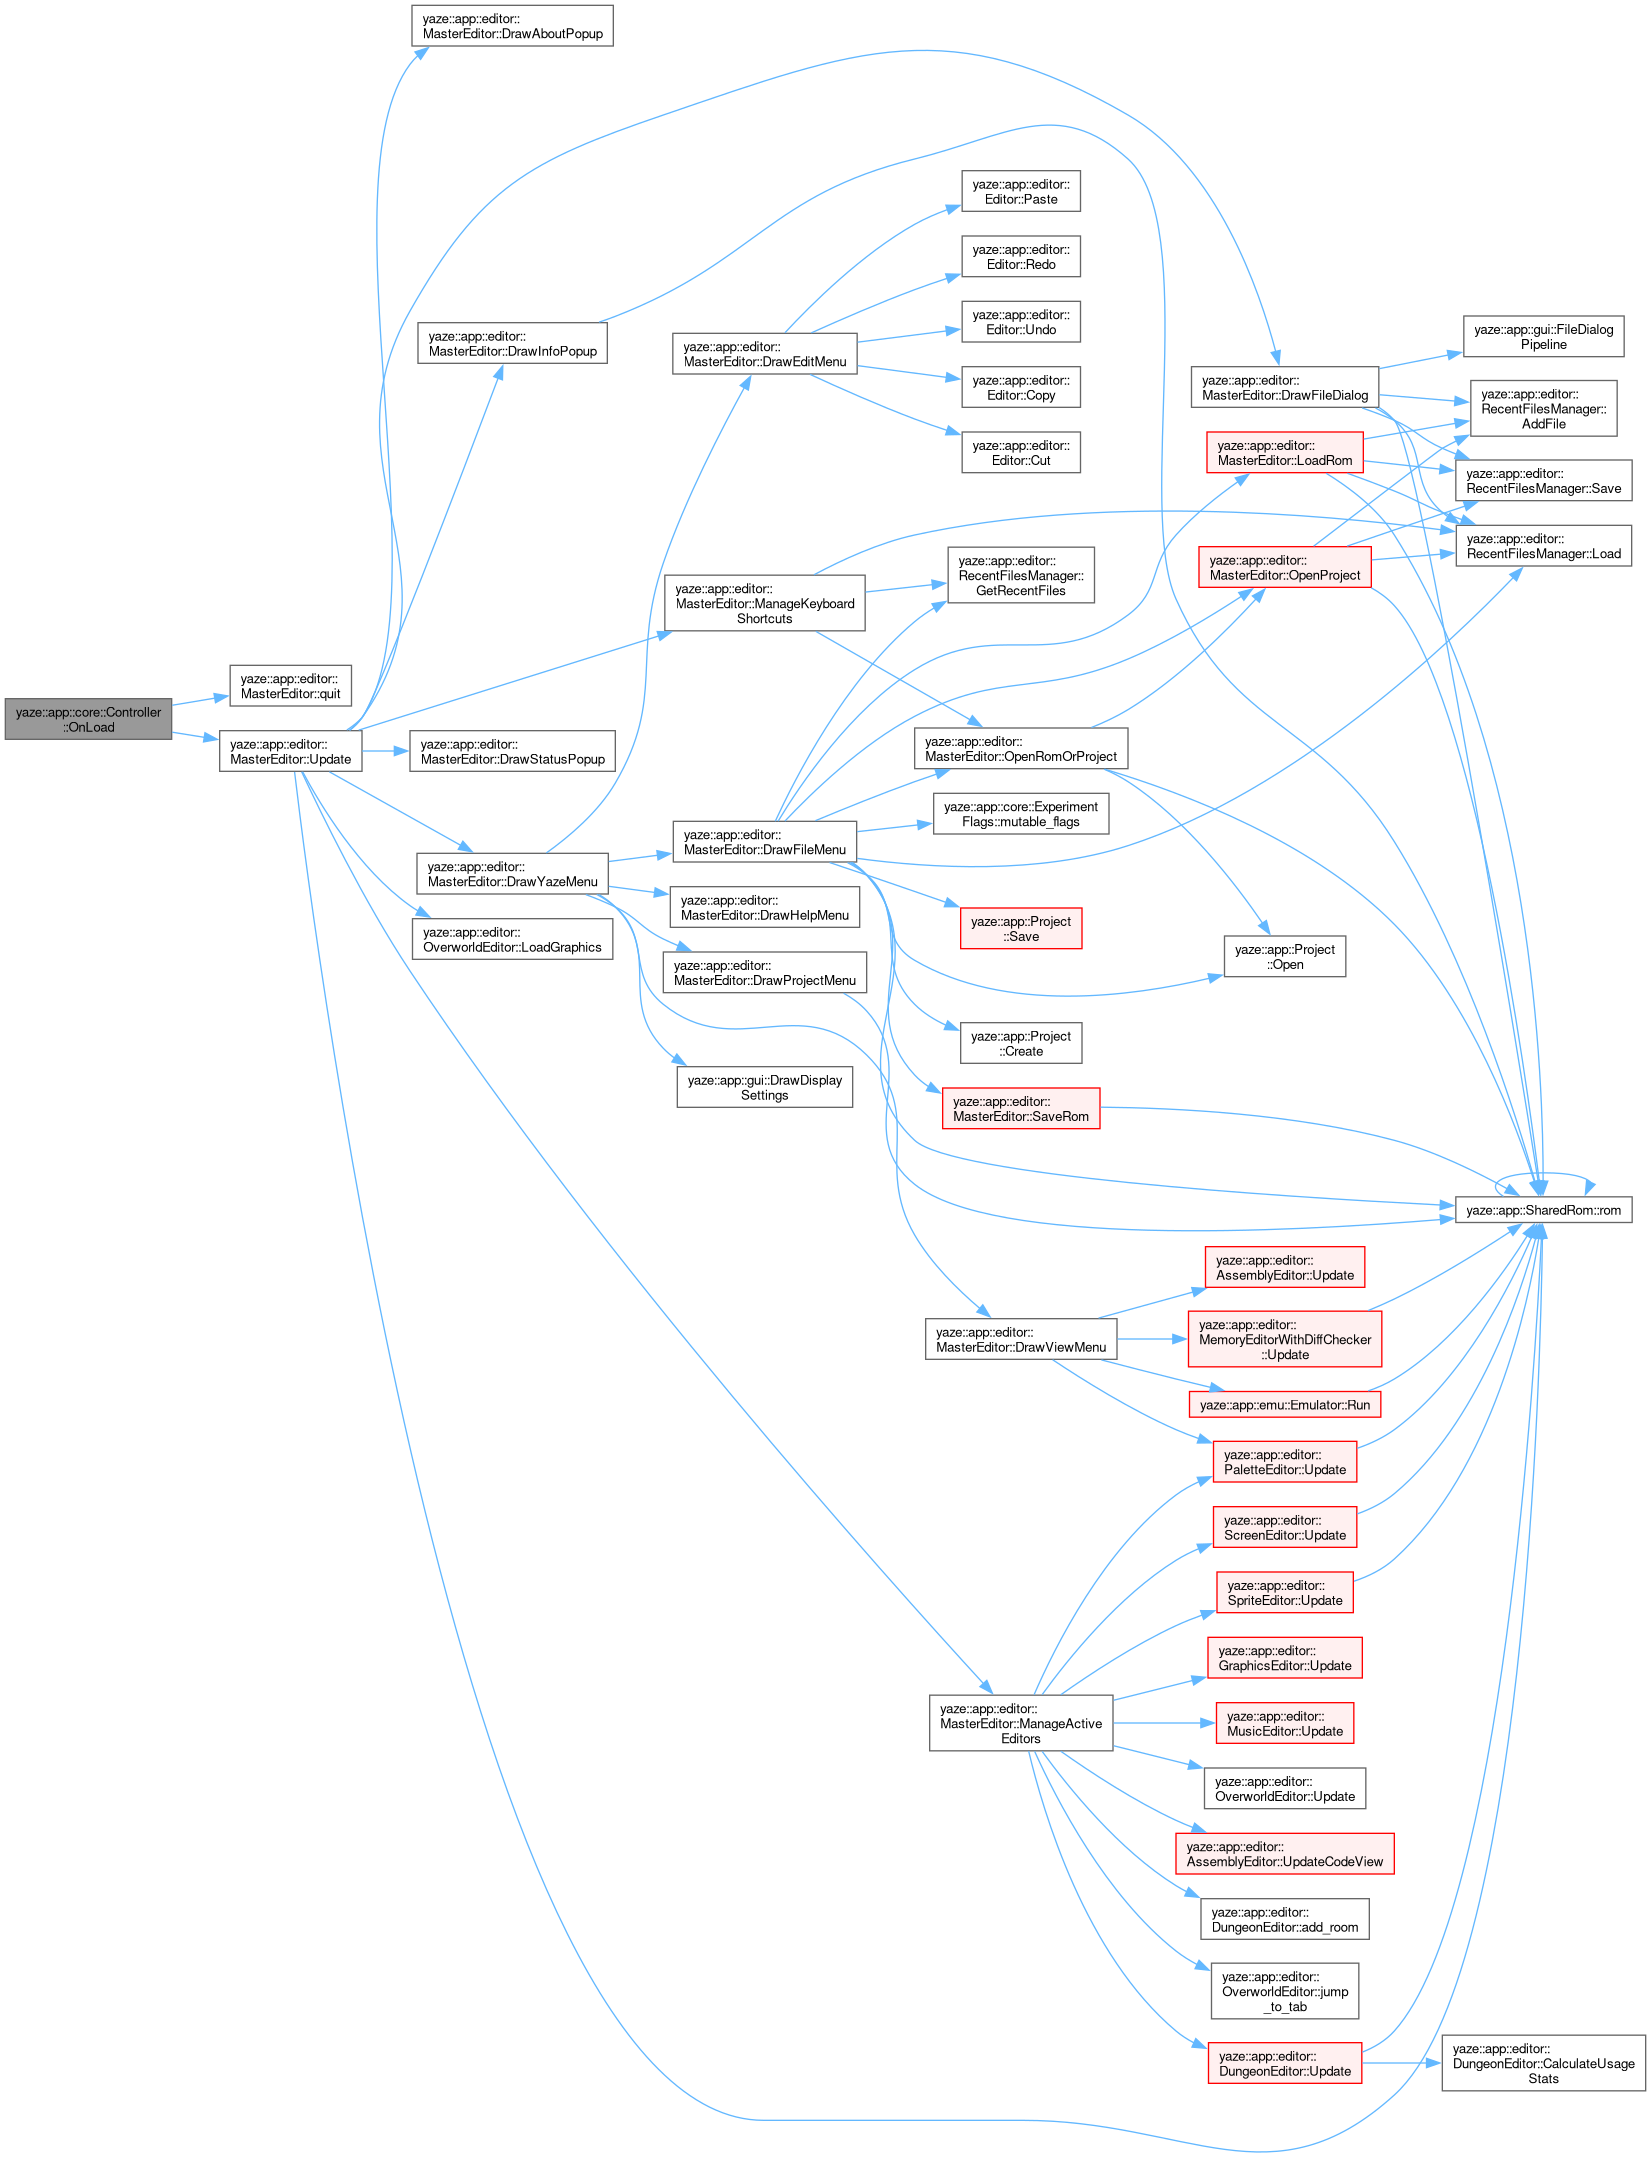 yaze::app::core::Controller
::OnLoad
yaze::app::editor::
MasterEditor::quit
yaze::app::editor::
MasterEditor::Update
yaze::app::editor::
MasterEditor::DrawAboutPopup
yaze::app::editor::
MasterEditor::DrawInfoPopup
yaze::app::editor::
MasterEditor::DrawStatusPopup
yaze::app::editor::
MasterEditor::DrawYazeMenu
yaze::app::editor::
OverworldEditor::LoadGraphics
yaze::app::editor::
MasterEditor::DrawEditMenu
yaze::app::editor::
MasterEditor::ManageKeyboard
Shortcuts
yaze::app::editor::
MasterEditor::DrawFileMenu
yaze::app::editor::
MasterEditor::DrawHelpMenu
yaze::app::editor::
MasterEditor::DrawProjectMenu
yaze::app::gui::DrawDisplay
Settings
yaze::app::editor::
Editor::Paste
yaze::app::editor::
Editor::Redo
yaze::app::editor::
Editor::Undo
yaze::app::editor::
Editor::Copy
yaze::app::editor::
Editor::Cut
yaze::app::editor::
RecentFilesManager::
GetRecentFiles
yaze::app::editor::
MasterEditor::OpenRomOrProject
yaze::app::core::Experiment
Flags::mutable_flags
yaze::app::Project
::Save
yaze::app::Project
::Create
yaze::app::editor::
MasterEditor::SaveRom
yaze::app::editor::
MasterEditor::DrawViewMenu
yaze::app::editor::
MasterEditor::ManageActive
Editors
yaze::app::editor::
MasterEditor::DrawFileDialog
yaze::app::editor::
MasterEditor::LoadRom
yaze::app::editor::
MasterEditor::OpenProject
yaze::app::Project
::Open
yaze::app::editor::
AssemblyEditor::Update
yaze::app::editor::
MemoryEditorWithDiffChecker
::Update
yaze::app::emu::Emulator::Run
yaze::app::editor::
PaletteEditor::Update
yaze::app::editor::
ScreenEditor::Update
yaze::app::editor::
SpriteEditor::Update
yaze::app::editor::
GraphicsEditor::Update
yaze::app::editor::
MusicEditor::Update
yaze::app::editor::
OverworldEditor::Update
yaze::app::editor::
AssemblyEditor::UpdateCodeView
yaze::app::editor::
DungeonEditor::add_room
yaze::app::editor::
OverworldEditor::jump
_to_tab
yaze::app::editor::
DungeonEditor::Update
yaze::app::gui::FileDialog
Pipeline
yaze::app::editor::
RecentFilesManager::
AddFile
yaze::app::editor::
RecentFilesManager::Save
yaze::app::editor::
RecentFilesManager::Load
yaze::app::SharedRom::rom
yaze::app::editor::
DungeonEditor::CalculateUsage
Stats